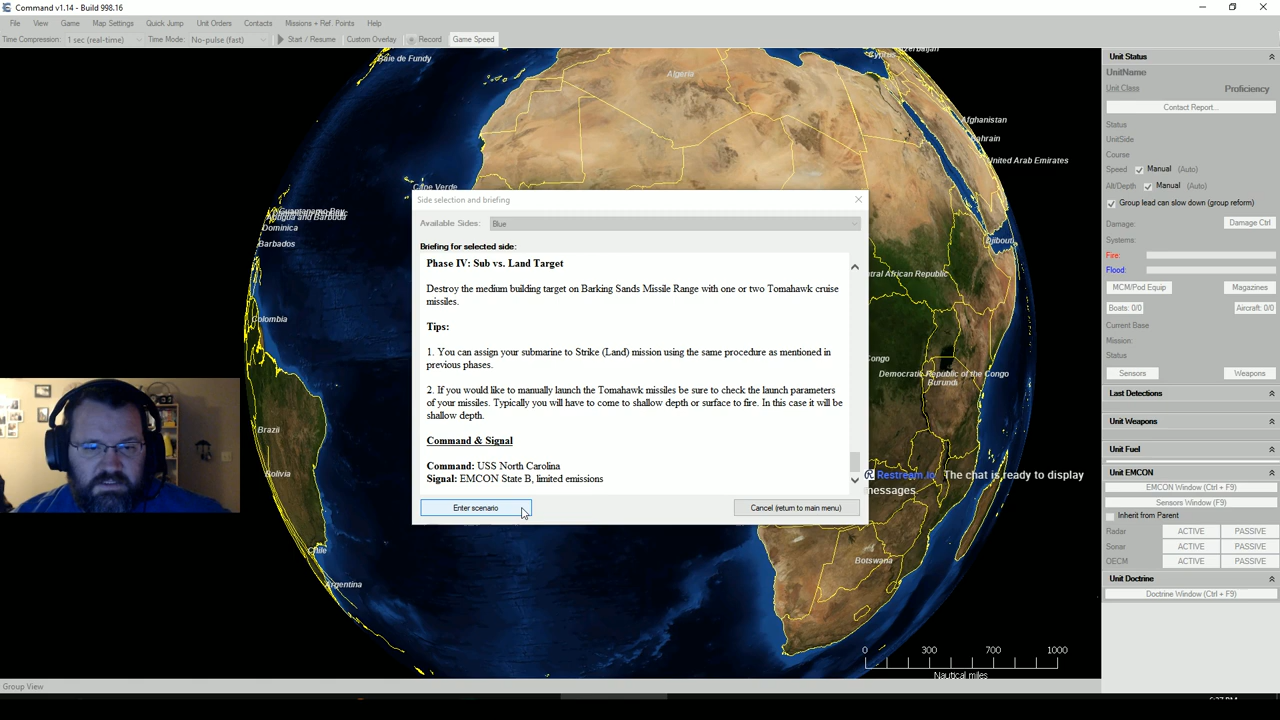 Command v1.14 - Build 998.16
File View Game Map Settings Quick Jump Unit Orders Contacts Missions + Ref. Points Help
Time Compression: 1 sec (real-time) Time Mode: No-pulse (fast) Start / Resume Custom Overlay Record Game Speed
Baie de Fundy
Algeria
Cyprus
Azerbaijan
Afghanistan
Bahrain
United Arab Emirates
Cape Verde
Guantanamo Bay
Antigua and Barbuda
Dominica
Barbados
Djibouti
Central African Republic
Colombia
Congo
Democratic Republic of the Congo
Burundi
Brazil
Bolivia
Chile
Argentina
Botswana
Side selection and briefing
Available Sides: Blue
Briefing for selected side:
Phase IV: Sub vs. Land Target
Destroy the medium building target on Barking Sands Missile Range with one or two Tomahawk cruise
missiles.
Tips:
1. You can assign your submarine to Strike (Land) mission using the same procedure as mentioned in
previous phases.
2. If you would like to manually launch the Tomahawk missiles be sure to check the launch parameters
of your missiles. Typically you will have to come to shallow depth or surface to fire. In this case it will be
shallow depth.
Command & Signal
Command: USS North Carolina
Signal: EMCON State B, limited emissions
Enter scenario Cancel (return to main menu)
Restream.io The chat is ready to display
messages.
0 300 700 1000
Nautical miles
Unit Status
UnitName
Unit Class Proficiency
Contact Report...
Status
UnitSide
Course
Speed Manual (Auto)
Alt/Depth Manual (Auto)
Group lead can slow down (group reform)
Damage: Damage Ctrl
Systems:
Fire:
Flood:
MCM/Pod Equip Magazines
Boats: 0/0 Aircraft: 0/0
Current Base
Mission:
Status
Sensors Weapons
Last Detections
Unit Weapons
Unit Fuel
Unit EMCON
EMCON Window (Ctrl + F9)
Sensors Window (F9)
Inherit from Parent
Radar ACTIVE PASSIVE
Sonar ACTIVE PASSIVE
OECM ACTIVE PASSIVE
Unit Doctrine
Doctrine Window (Ctrl + F9)
Group View